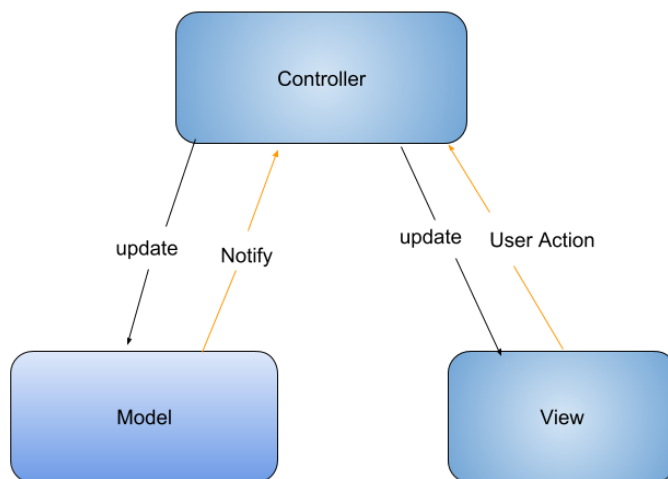 Controller
update
Notify
update
User Action
Model
View